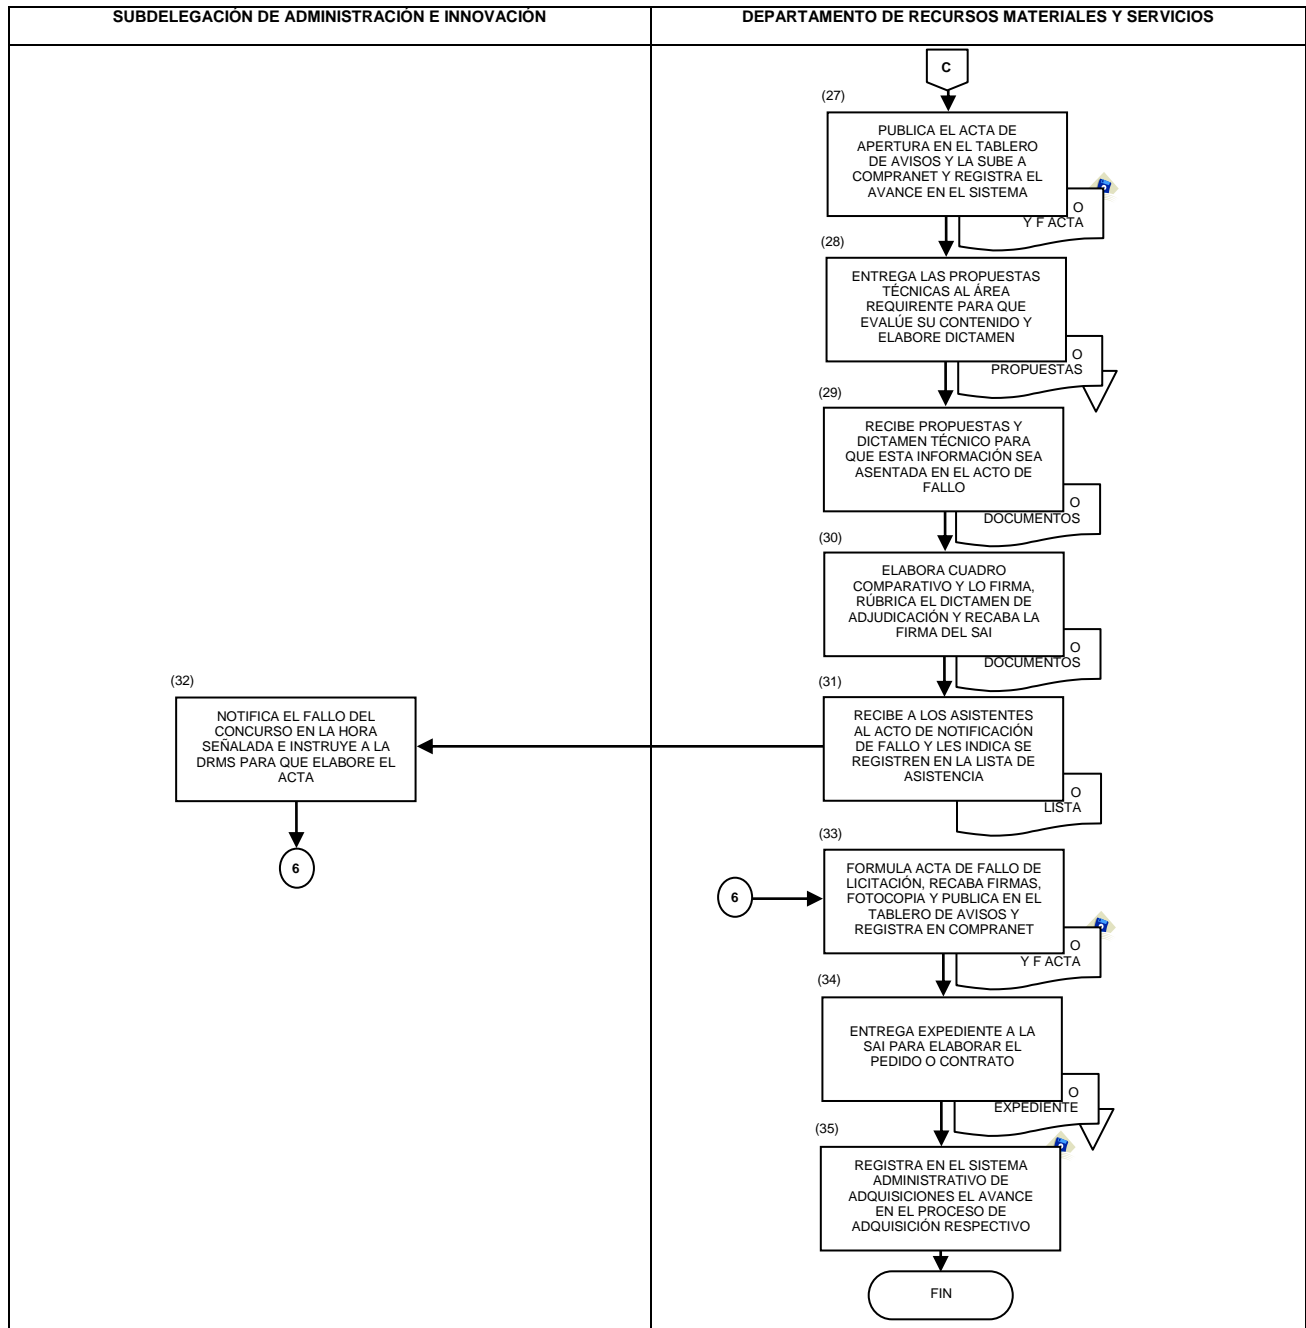 SUBDELEGACIÓN DE ADMINISTRACIÓN E INNOVACIÓN
DEPARTAMENTO DE RECURSOS MATERIALES Y SERVICIOS
C
(27)
PUBLICA EL ACTA DE
APERTURA EN EL TABLERO
DE AVISOS Y LA SUBE A
COMPRANET Y REGISTRA EL
AVANCE EN EL SISTEMA
O
Y F ACTA
(28)
ENTREGA LAS PROPUESTAS
TÉCNICAS AL ÁREA
REQUIRENTE PARA QUE
EVALÚE SU CONTENIDO Y
ELABORE DICTAMEN
O
PROPUESTAS
(29)
RECIBE PROPUESTAS Y
DICTAMEN TÉCNICO PARA
QUE ESTA INFORMACIÓN SEA
ASENTADA EN EL ACTO DE
FALLO
O
DOCUMENTOS
(30)
ELABORA CUADRO
COMPARATIVO Y LO FIRMA,
RÚBRICA EL DICTAMEN DE
ADJUDICACIÓN Y RECABA LA
FIRMA DEL SAI
O
DOCUMENTOS
(31)
RECIBE A LOS ASISTENTES
AL ACTO DE NOTIFICACIÓN
DE FALLO Y LES INDICA SE
REGISTREN EN LA LISTA DE
ASISTENCIA
O
LISTA
(32)
NOTIFICA EL FALLO DEL
CONCURSO EN LA HORA
SEÑALADA E INSTRUYE A LA
DRMS PARA QUE ELABORE EL
ACTA
6
(33)
6
FORMULA ACTA DE FALLO DE
LICITACIÓN, RECABA FIRMAS,
FOTOCOPIA Y PUBLICA EN EL
TABLERO DE AVISOS Y
REGISTRA EN COMPRANET
O
Y F ACTA
(34)
ENTREGA EXPEDIENTE A LA
SAI PARA ELABORAR EL
PEDIDO O CONTRATO
O
EXPEDIENTE
(35)
REGISTRA EN EL SISTEMA
ADMINISTRATIVO DE
ADQUISICIONES EL AVANCE
EN EL PROCESO DE
ADQUISICIÓN RESPECTIVO
FIN